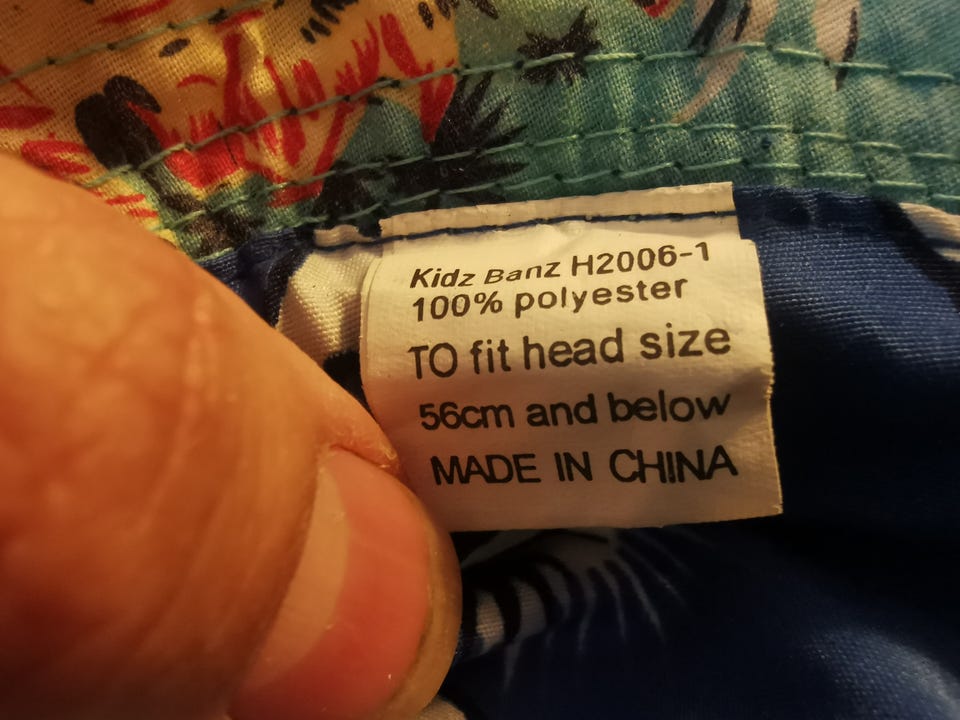 Kidz Banz H2006-1
100% polyester
TO fit head size
56cm and below
MADE IN CHINA